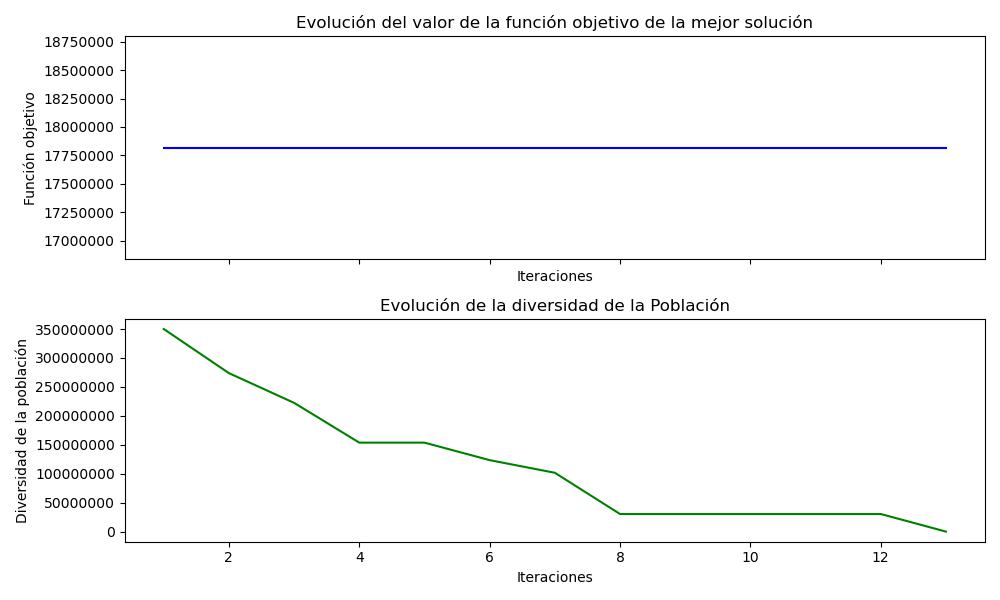 Evolución del valor de la función objetivo de la mejor solución
18750000
18500000
18250000
18000000
17750000
17500000
17250000
17000000
Función objetivo
Iteraciones
Evolución de la diversidad de la Población
350000000
300000000
250000000
200000000
150000000
100000000
50000000
0
Diversidad de la población
2 4 6 8 10 12
Iteraciones